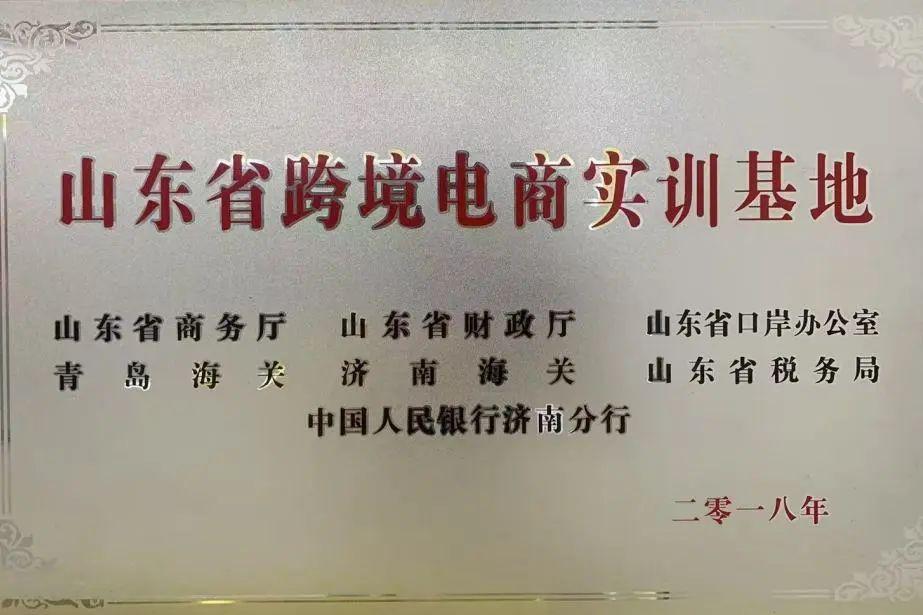 山东省跨境电商实训基地
山东省商务厅 山东省财政厅 山东省口岸办公室
青岛海关 济南海关 山东省税务局
中国人民银行济南分行
二零一八年